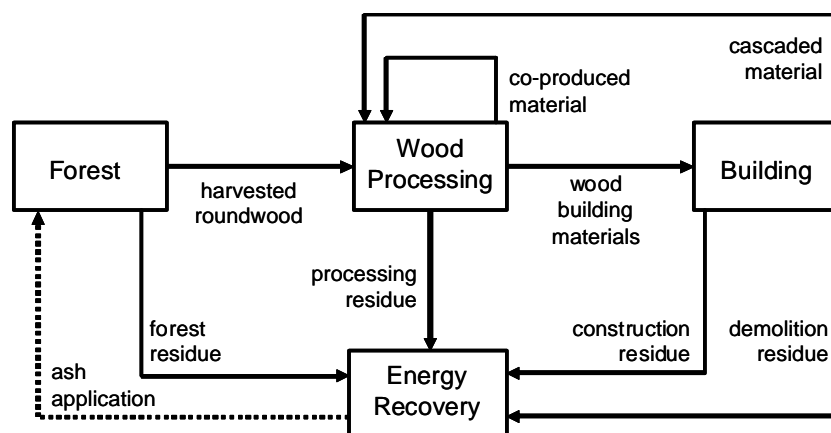 cascaded
material
co-produced
material
Forest
Wood
Processing
Building
harvested
roundwood
wood
building
materials
processing
residue
forest
residue
construction
residue
demolition
residue
ash
application
Energy
Recovery